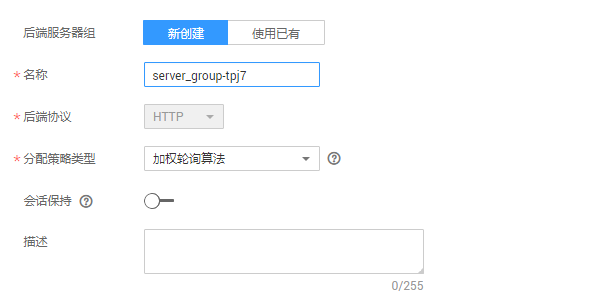 后端服务器组 新创建 使用已有
* 名称 server_group-tpj7
* 后端协议 HTTP
* 分配策略类型 加权轮询算法 ?
会话保持 ?
描述
0/255